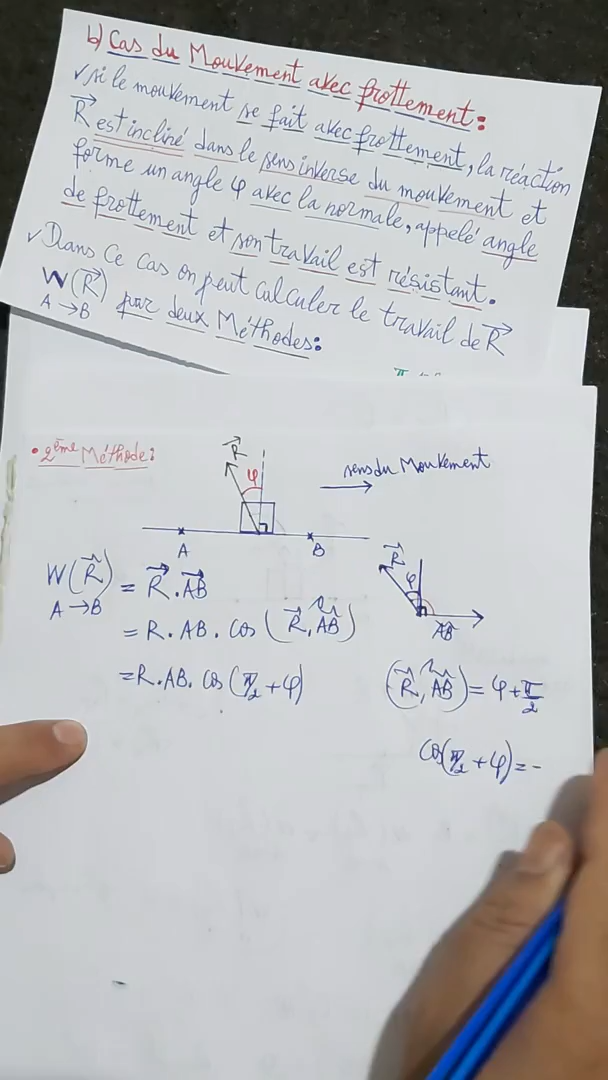 b) Cas du Mouvement avec frottement:
✓ si le mouvement se fait avec frottement, la réaction
R⃗ est incliné dans le sens inverse du mouvement et
forme un angle φ avec la normale, appelé angle
de frottement et son travail est résistant.
✓ Dans ce cas on peut calculer le travail de R⃗
W(R⃗) par deux Méthodes:
A→B
• 2ème Méthode:
R⃗
φ
sens du Mouvement
A
B
W(R⃗) = R⃗.AB⃗
A→B
= R.AB.cos(R⃗,AB⃗)
= R.AB.cos(π/2+φ)
R⃗
φ
AB⃗
(R⃗,AB⃗) = φ+π/2
cos(π/2+φ)=-